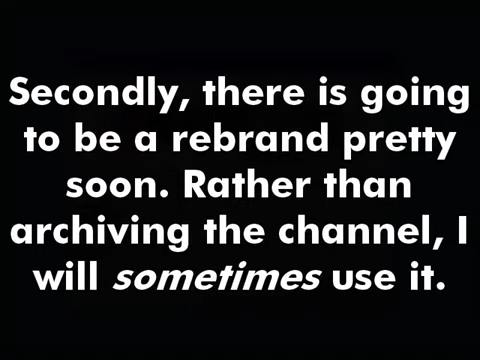 Secondly, there is going
to be a rebrand pretty
soon. Rather than
archiving the channel, I
will sometimes use it.